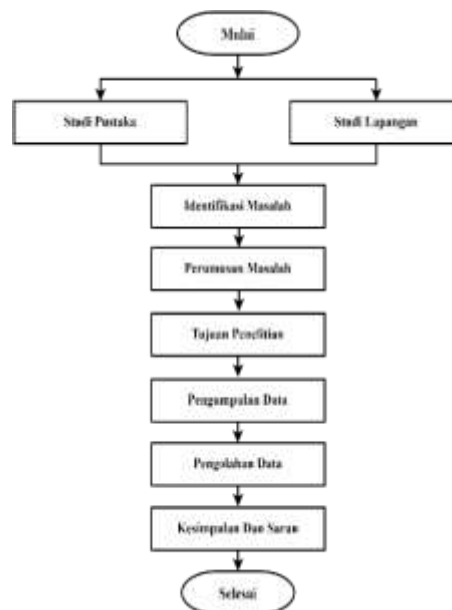 Mulai
Studi Pustaka
Studi Lapangan
Identifikasi Masalah
Perumusan Masalah
Tujuan Penelitian
Pengumpulan Data
Pengolahan Data
Kesimpulan Dan Saran
Selesai